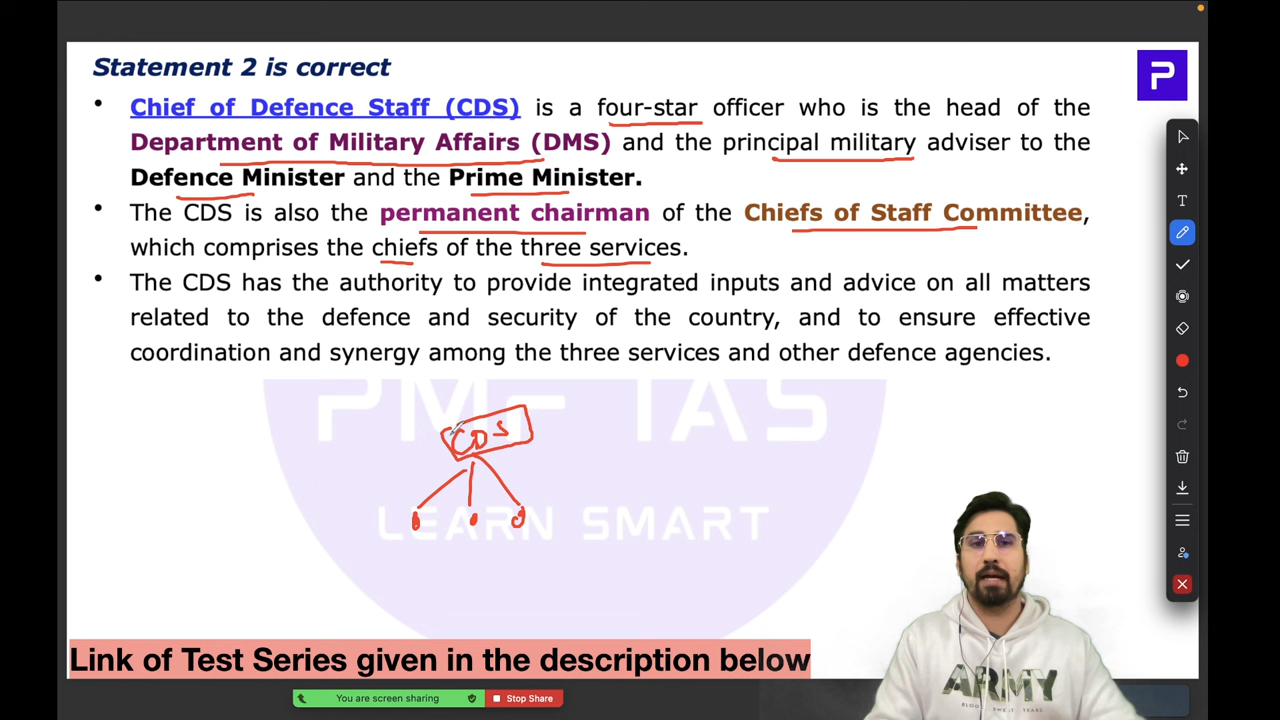 Statement 2 is correct
• Chief of Defence Staff (CDS) is a four-star officer who is the head of the
Department of Military Affairs (DMS) and the principal military adviser to the
Defence Minister and the Prime Minister.
• The CDS is also the permanent chairman of the Chiefs of Staff Committee,
which comprises the chiefs of the three services.
• The CDS has the authority to provide integrated inputs and advice on all matters
related to the defence and security of the country, and to ensure effective
coordination and synergy among the three services and other defence agencies.
PMF IAS
CDS
LEARN SMART
ARMY
Link of Test Series given in the description below
You are screen sharing
Stop Share